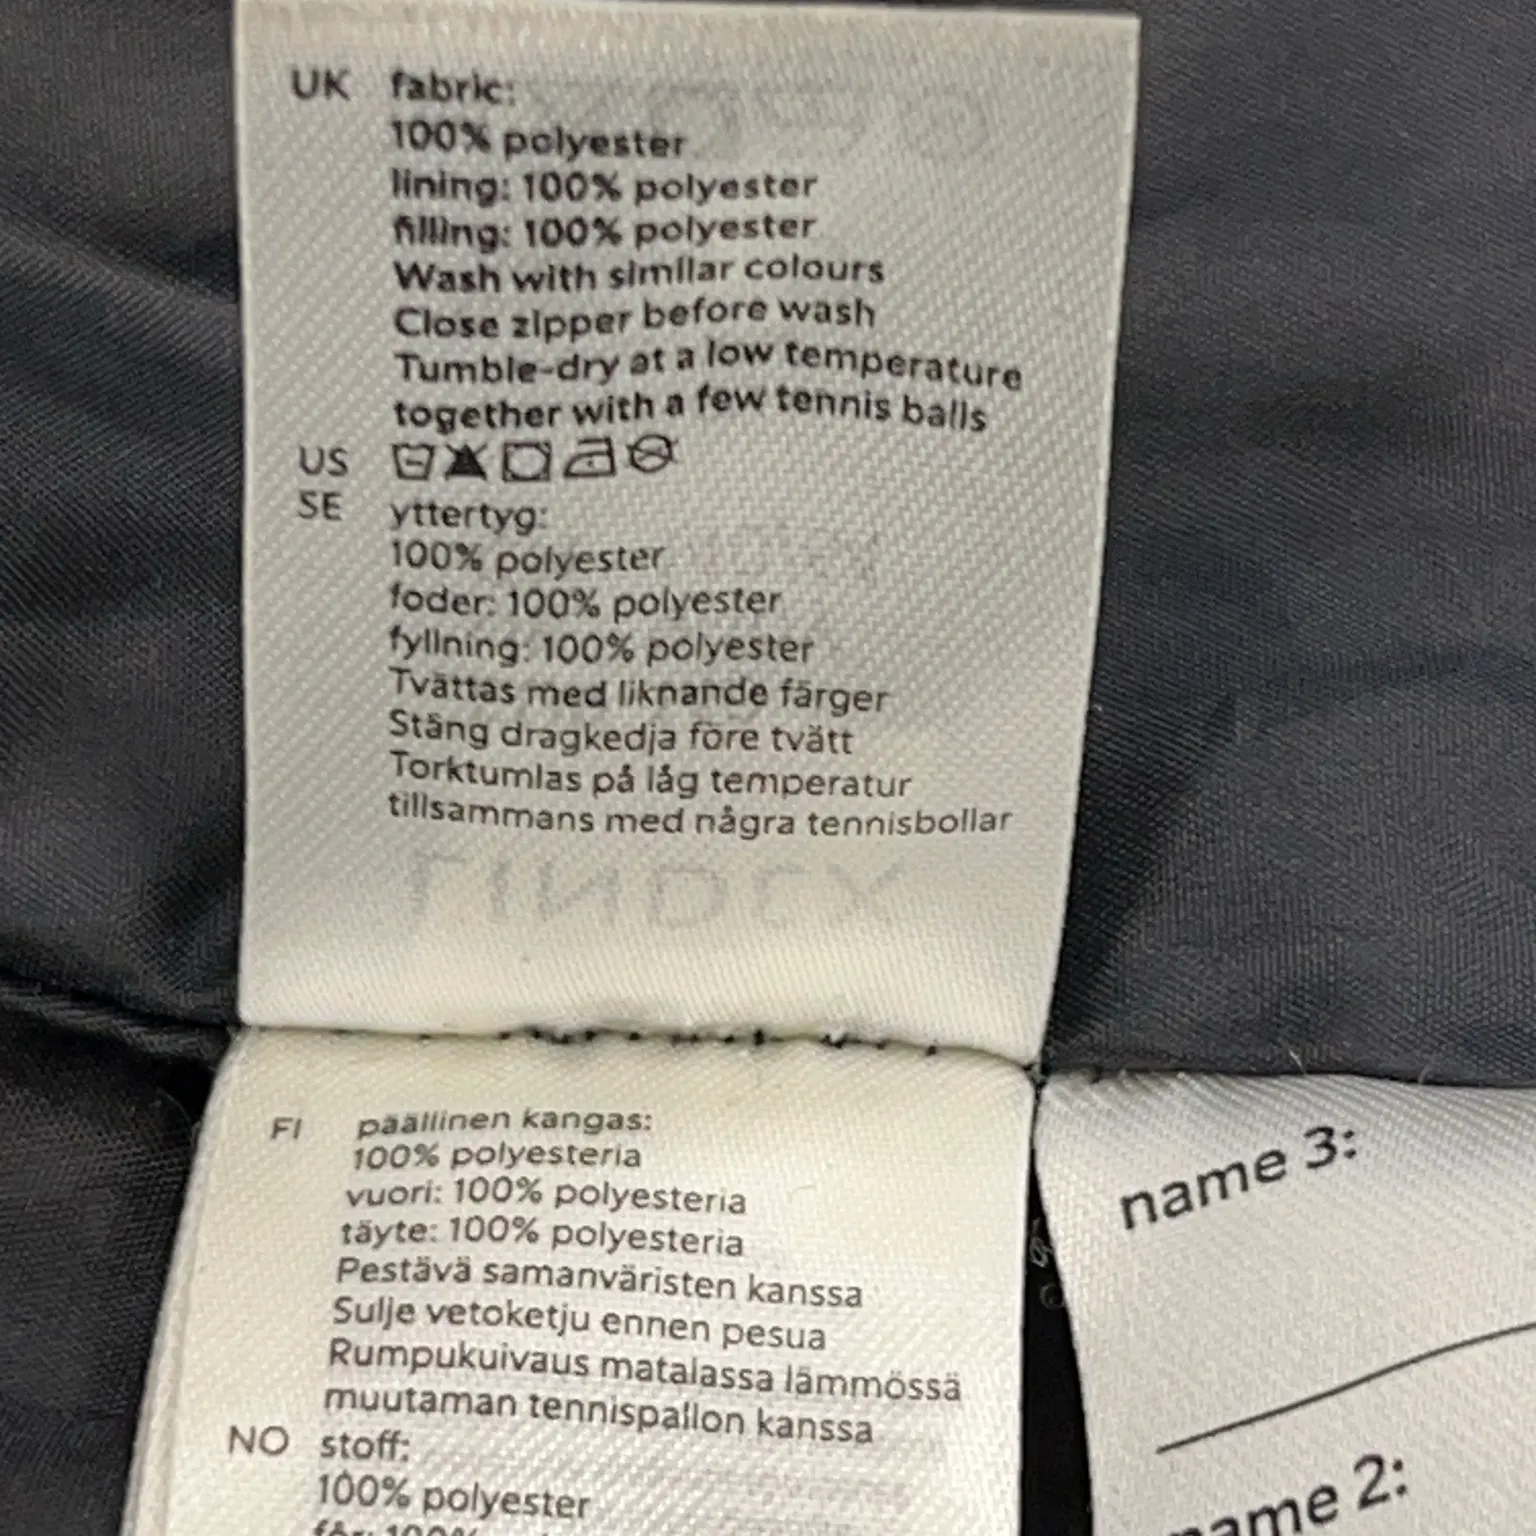 UK fabric:
100% polyester
lining: 100% polyester
filling: 100% polyester
Wash with similar colours
Close zipper before wash
Tumble-dry at a low temperature
together with a few tennis balls
US
SE yttertyg:
100% polyester
foder: 100% polyester
fyllning: 100% polyester
Tvättas med liknande färger
Stäng dragkedja före tvätt
Torktumlas på låg temperatur
tillsammans med några tennisbollar
LINDEX
FI päällinen kangas:
100% polyesteria
vuori: 100% polyesteria
täyte: 100% polyesteria
Pestävä samanväristen kanssa
Sulje vetoketju ennen pesua
Rumpukuivaus matalassa lämmössä
muutaman tennispallon kanssa
NO stoff:
100% polyester
fôr: 100%
name 3:
name 2: